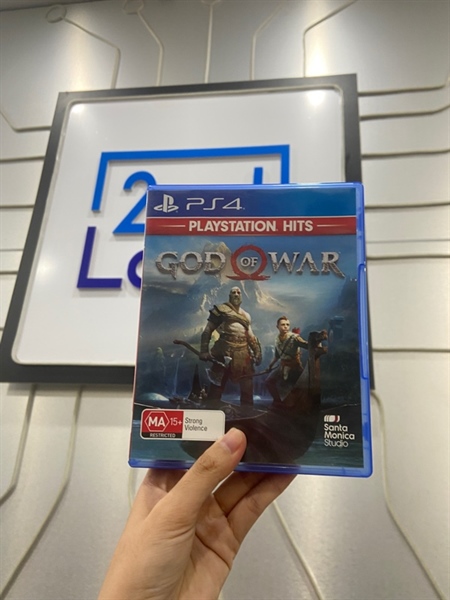 PS4
PLAYSTATION HITS
GOD OF WAR
MA 15+
RESTRICTED
Strong
Violence
Santa
Monica
Studio